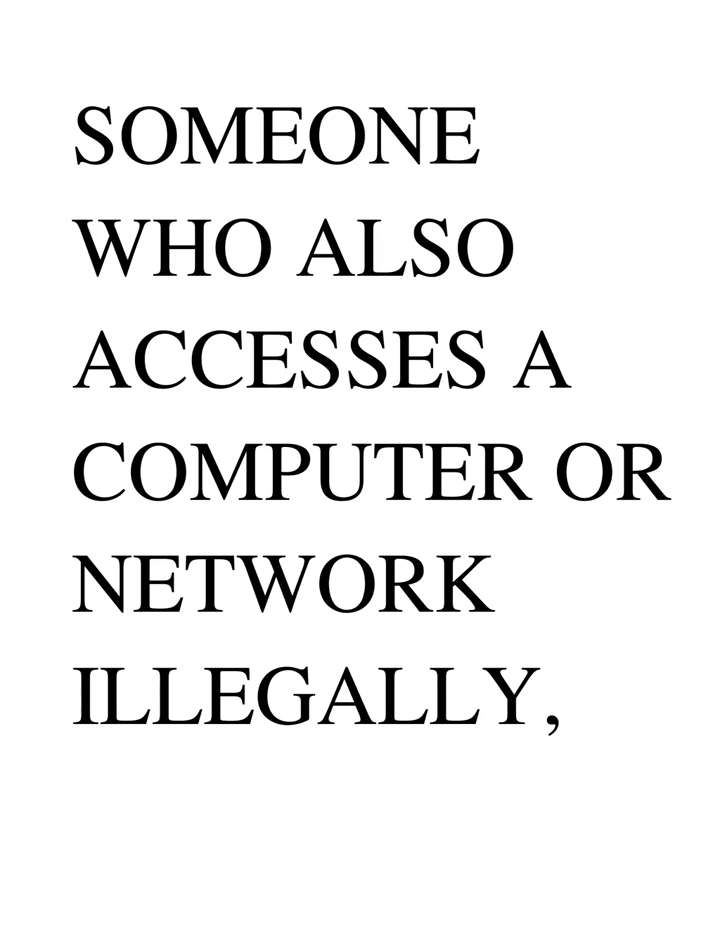 SOMEONE
WHO ALSO
ACCESSES A
COMPUTER OR
NETWORK
ILLEGALLY,